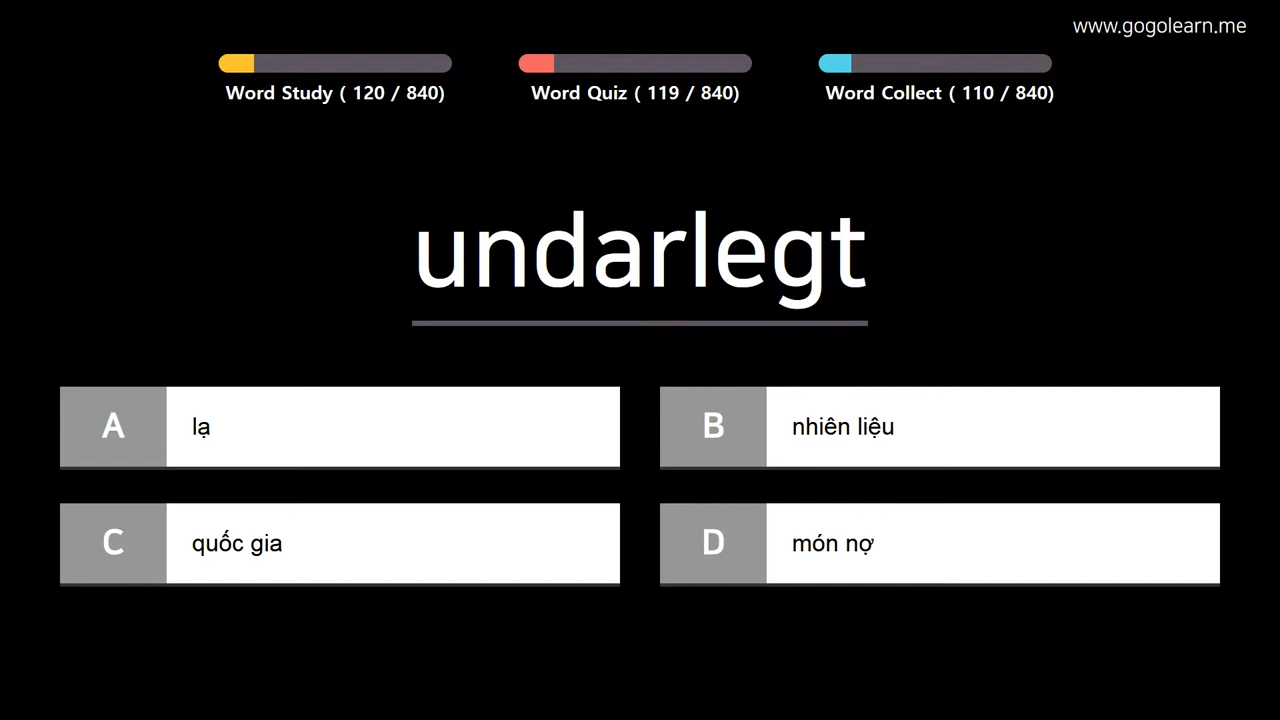 www.gogolearn.me
Word Study ( 120 / 840)
Word Quiz ( 119 / 840)
Word Collect ( 110 / 840)
undarlegt
A lạ
B nhiên liệu
C quốc gia
D món nợ